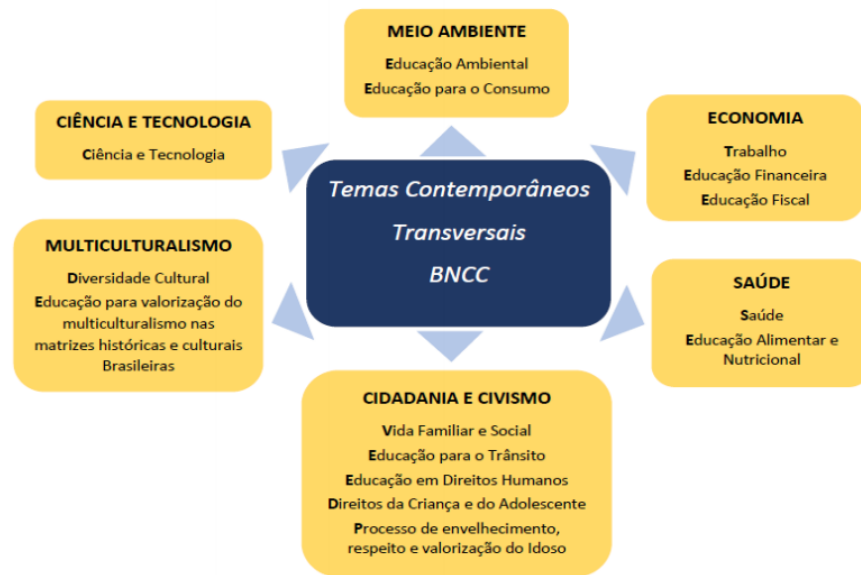 MEIO AMBIENTE
Educação Ambiental
Educação para o Consumo
CIÊNCIA E TECNOLOGIA
Ciência e Tecnologia
ECONOMIA
Trabalho
Educação Financeira
Educação Fiscal
Temas Contemporâneos
Transversais
BNCC
MULTICULTURALISMO
Diversidade Cultural
Educação para valorização do
multiculturalismo nas
matrizes históricas e culturais
Brasileiras
SAÚDE
Saúde
Educação Alimentar e
Nutricional
CIDADANIA E CIVISMO
Vida Familiar e Social
Educação para o Trânsito
Educação em Direitos Humanos
Direitos da Criança e do Adolescente
Processo de envelhecimento,
respeito e valorização do Idoso